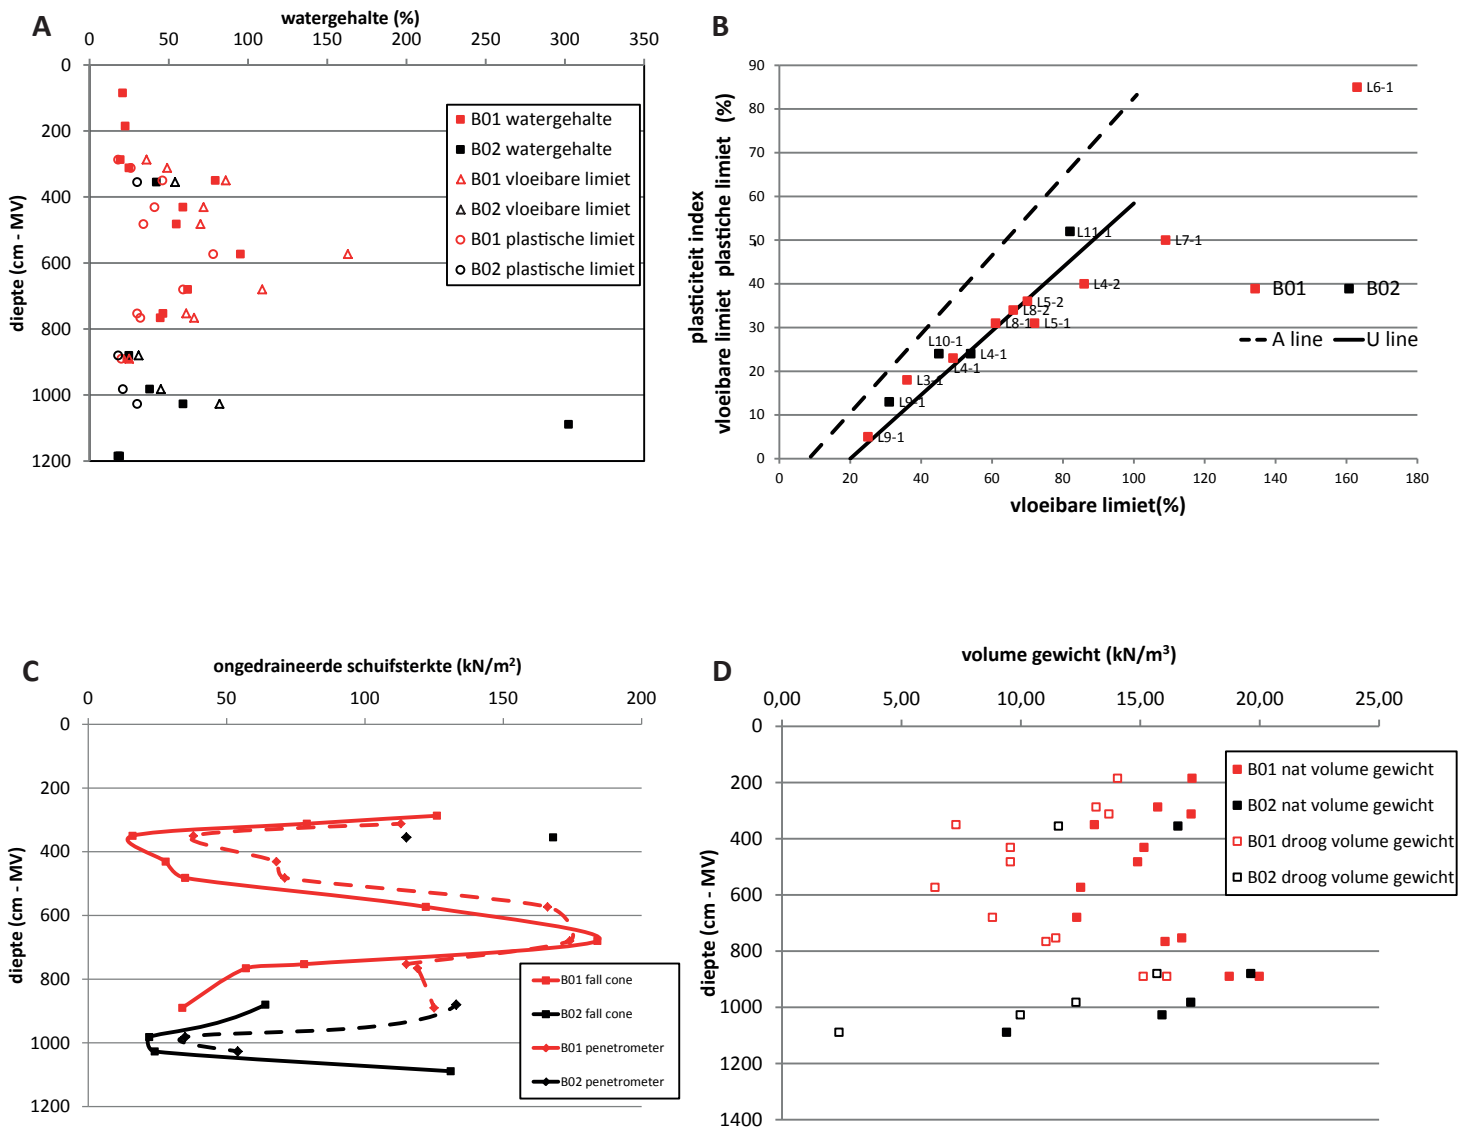 A
watergehalte (%)
0 50 100 150 200 250 300 350
0
200
400
600
800
1000
1200
diepte (cm - MV)
B01 watergehalte
B02 watergehalte
B01 vloeibare limiet
B02 vloeibare limiet
B01 plastische limiet
B02 plastische limiet
B
90
80
70
60
50
40
30
20
10
0
plasticiteit index
vloeibare limiet plastiche limiet (%)
L6-1
L11-1
L7-1
L4-2
L5-2
L8-2
L8-1
L5-1
L10-1
L4-1
L4-1
L3-1
L9-1
L9-1
B01
B02
A line
U line
0 20 40 60 80 100 120 140 160 180
vloeibare limiet(%)
C
ongedraineerde schuifsterkte (kN/m²)
0 50 100 150 200
0
200
400
600
800
1000
1200
diepte (cm - MV)
B01 fall cone
B02 fall cone
B01 penetrometer
B02 penetrometer
D
volume gewicht (kN/m³)
0,00 5,00 10,00 15,00 20,00 25,00
0
200
400
600
800
1000
1200
1400
diepte (cm - MV)
B01 nat volume gewicht
B02 nat volume gewicht
B01 droog volume gewicht
B02 droog volume gewicht